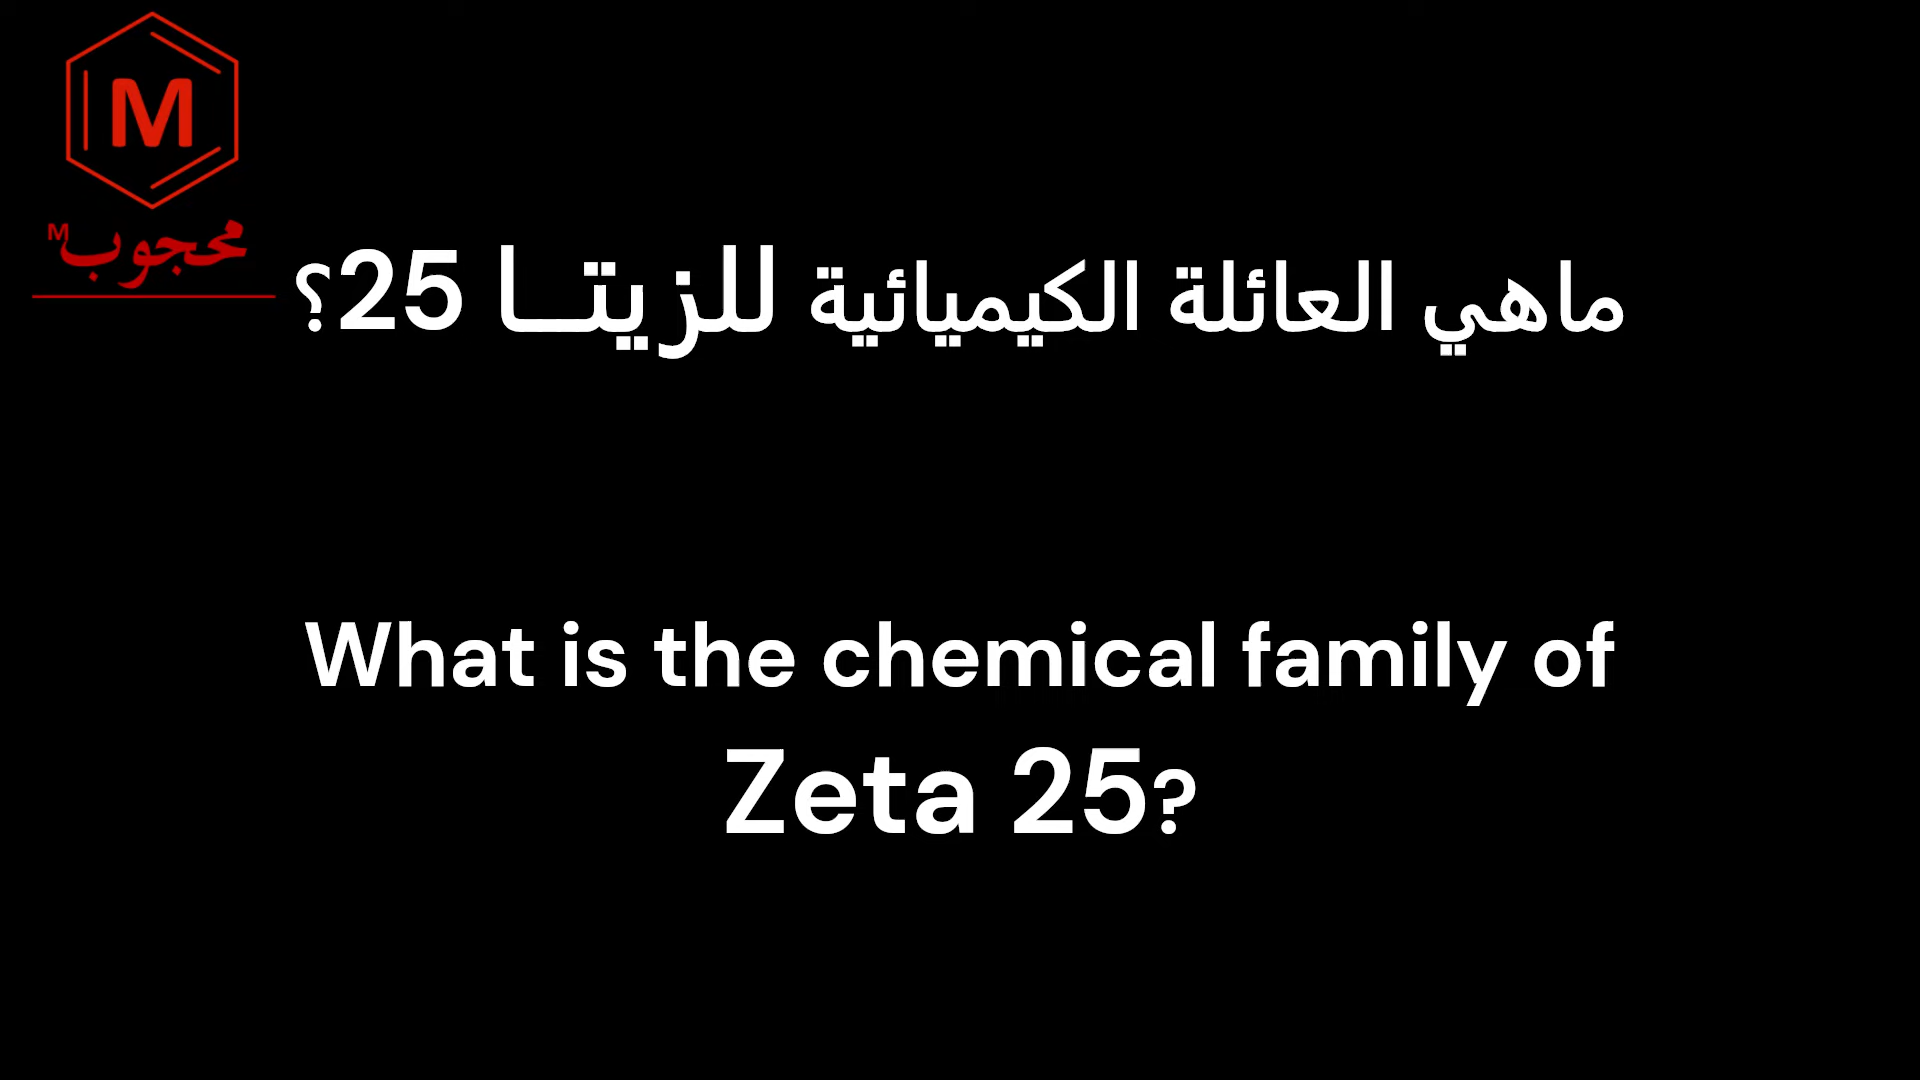 M
محجوب M
ماهي العائلة الكيميائية للزيتــا 25؟
What is the chemical family of
Zeta 25?